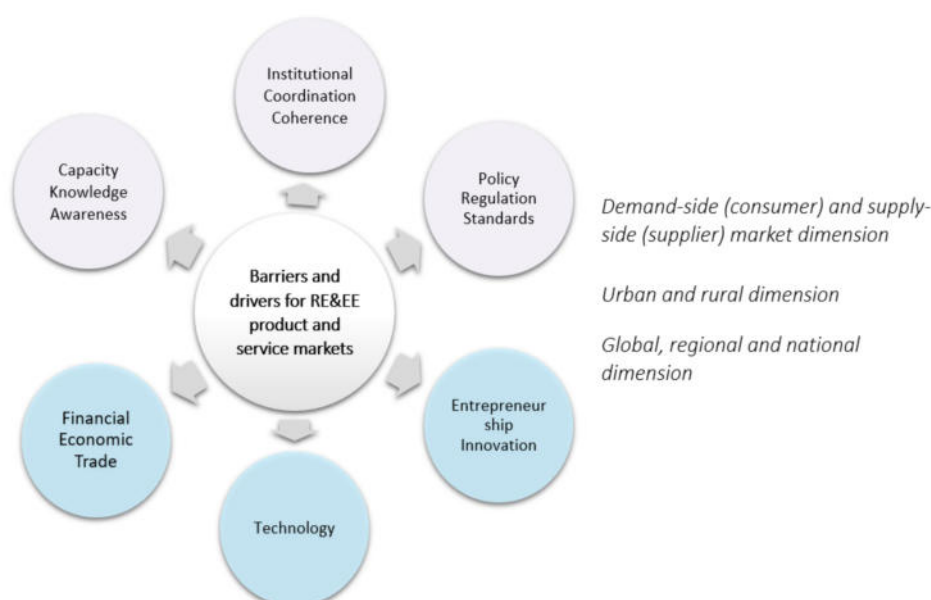 Institutional
Coordination
Coherence
Capacity
Knowledge
Awareness
Policy
Regulation
Standards
Barriers and
drivers for RE&EE
product and
service markets
Financial
Economic
Trade
Entrepreneur
ship
Innovation
Technology
Demand-side (consumer) and supply-
side (supplier) market dimension
Urban and rural dimension
Global, regional and national
dimension